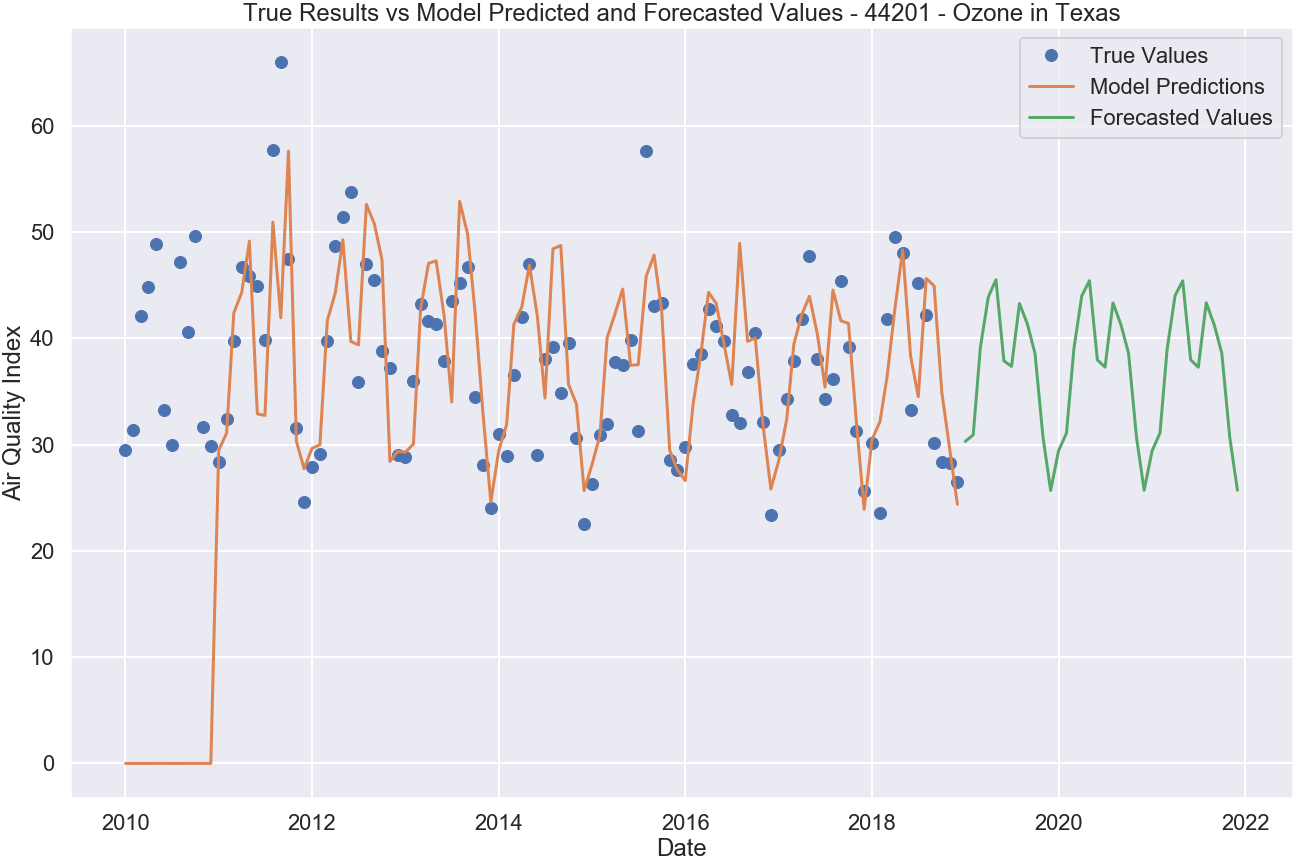 True Results vs Model Predicted and Forecasted Values - 44201 - Ozone in Texas
True Values
Model Predictions
Forecasted Values
Air Quality Index
60
50
40
30
20
10
0
2010 2012 2014 2016 2018 2020 2022
Date